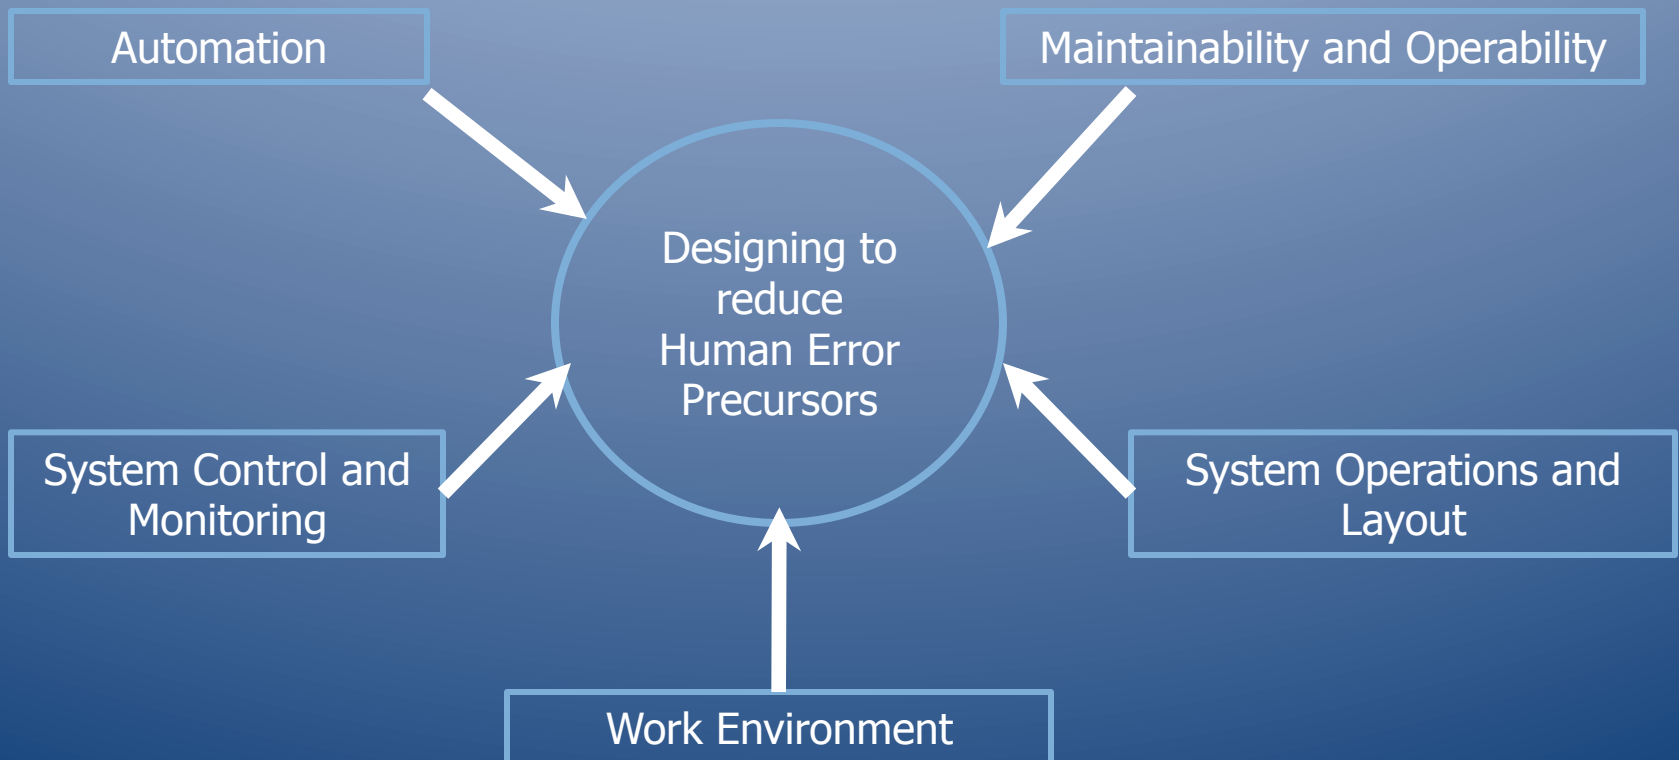 Automation
Maintainability and Operability
Designing to
reduce
Human Error
Precursors
System Control and
Monitoring
System Operations and
Layout
Work Environment